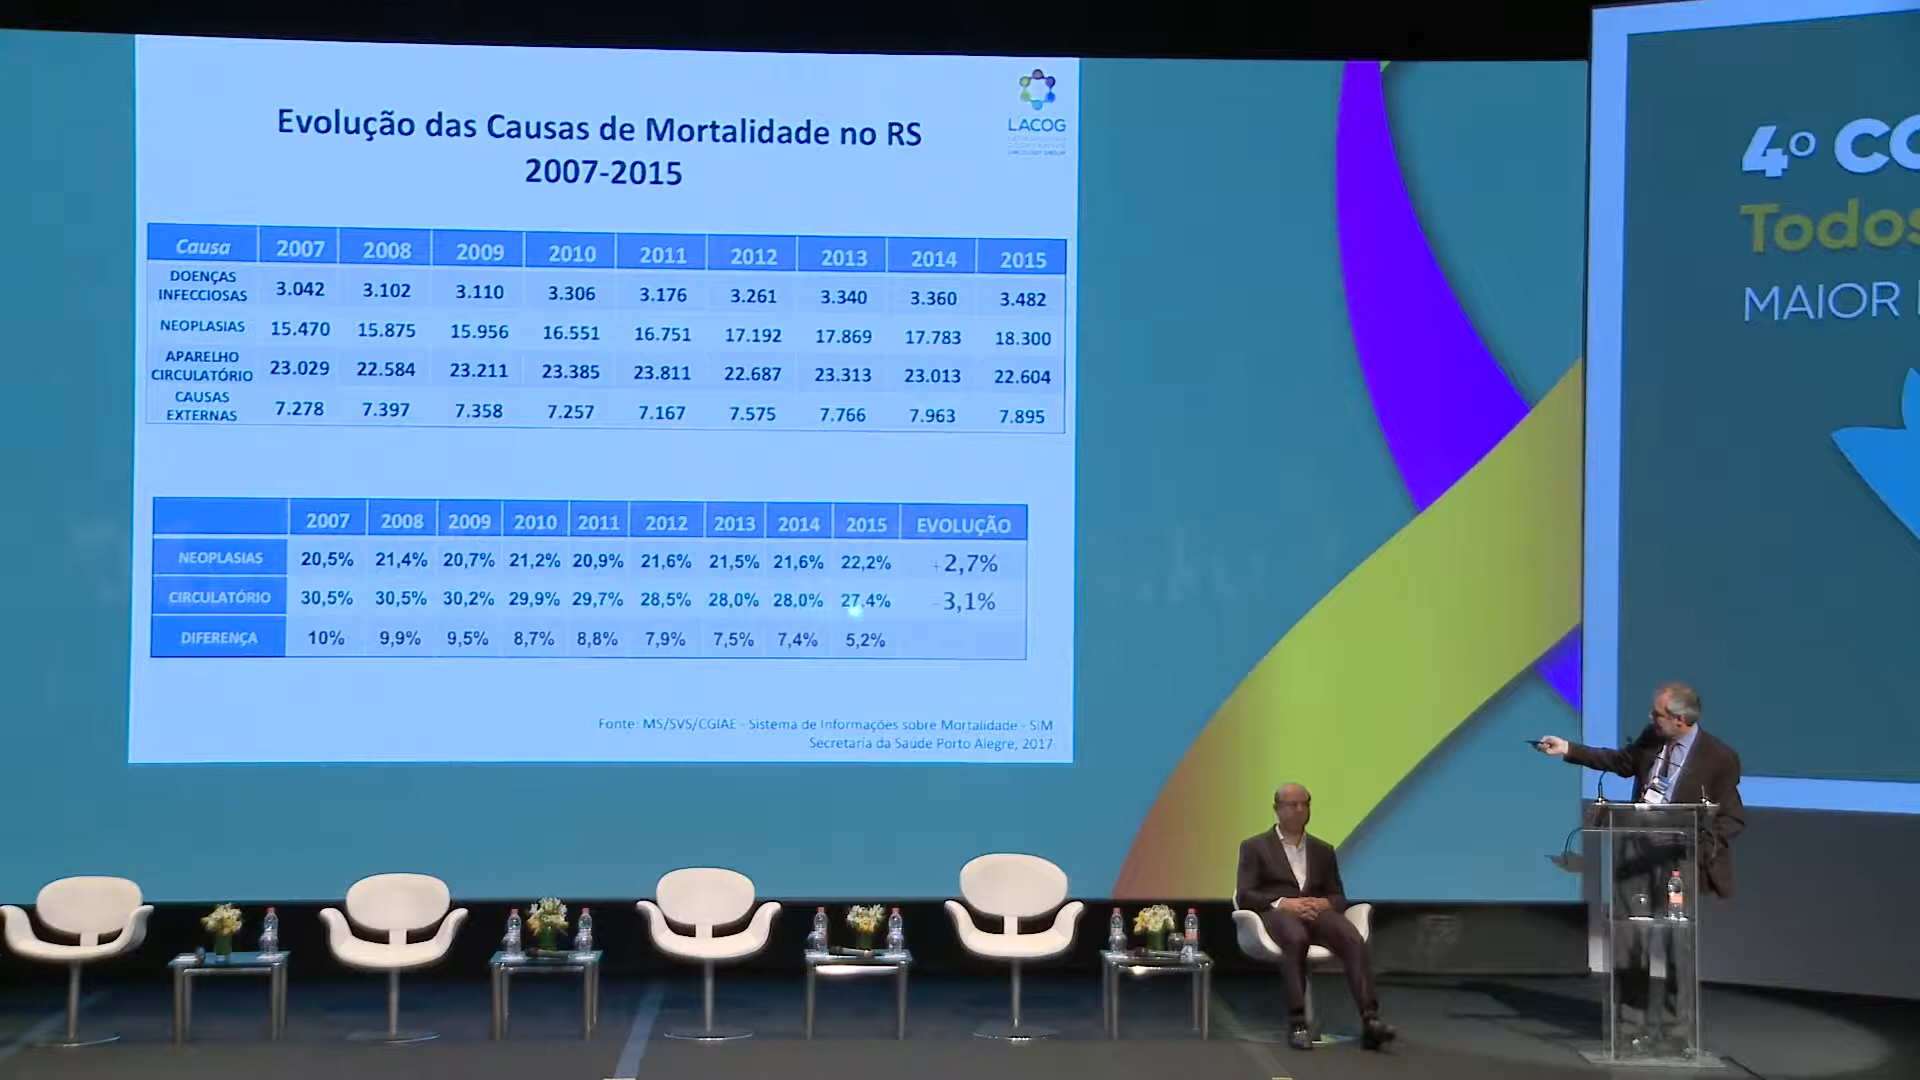 Evolução das Causas de Mortalidade no RS
2007-2015
LACOG
Causa 2007 2008 2009 2010 2011 2012 2013 2014 2015
DOENÇAS INFECCIOSAS 3.042 3.102 3.110 3.306 3.176 3.261 3.340 3.360 3.482
NEOPLASIAS 15.470 15.875 15.956 16.551 16.751 17.192 17.869 17.783 18.300
APARELHO CIRCULATÓRIO 23.029 22.584 23.211 23.385 23.811 22.687 23.313 23.013 22.604
CAUSAS EXTERNAS 7.278 7.397 7.358 7.257 7.167 7.575 7.766 7.963 7.895
2007 2008 2009 2010 2011 2012 2013 2014 2015 EVOLUÇÃO
NEOPLASIAS 20,5% 21,4% 20,7% 21,2% 20,9% 21,6% 21,5% 21,6% 22,2% +2,7%
CIRCULATÓRIO 30,5% 30,5% 30,2% 29,9% 29,7% 28,5% 28,0% 28,0% 27,4% -3,1%
DIFERENÇA 10% 9,9% 9,5% 8,7% 8,8% 7,9% 7,5% 7,4% 5,2%
Fonte: MS/SVS/CGIAE - Sistema de Informações sobre Mortalidade - SIM
Secretaria da Saúde Porto Alegre, 2017
4º CO
Todos
MAIOR